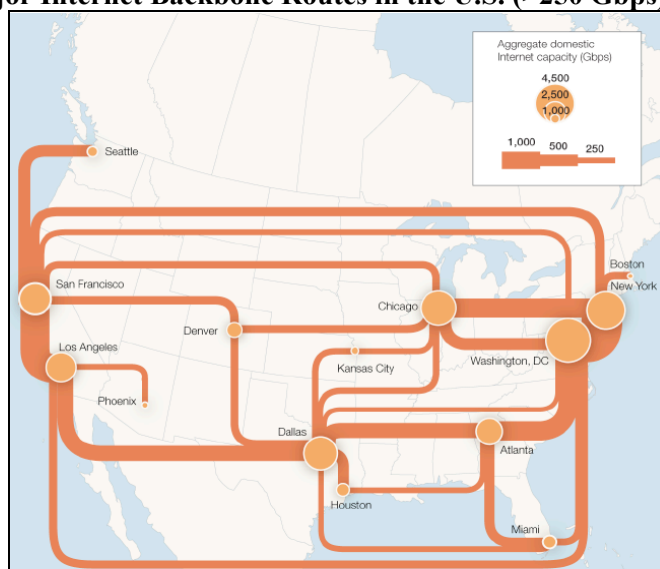 jor Internet Backbone Routes in the U.S. (> 250 Gbps)
Aggregate domestic
Internet capacity (Gbps)
4,500
2,500
1,000
1,000 500 250
Seattle
Boston
San Francisco
New York
Chicago
Denver
Los Angeles
Washington, DC
Kansas City
Phoenix
Dallas
Atlanta
Houston
Miami